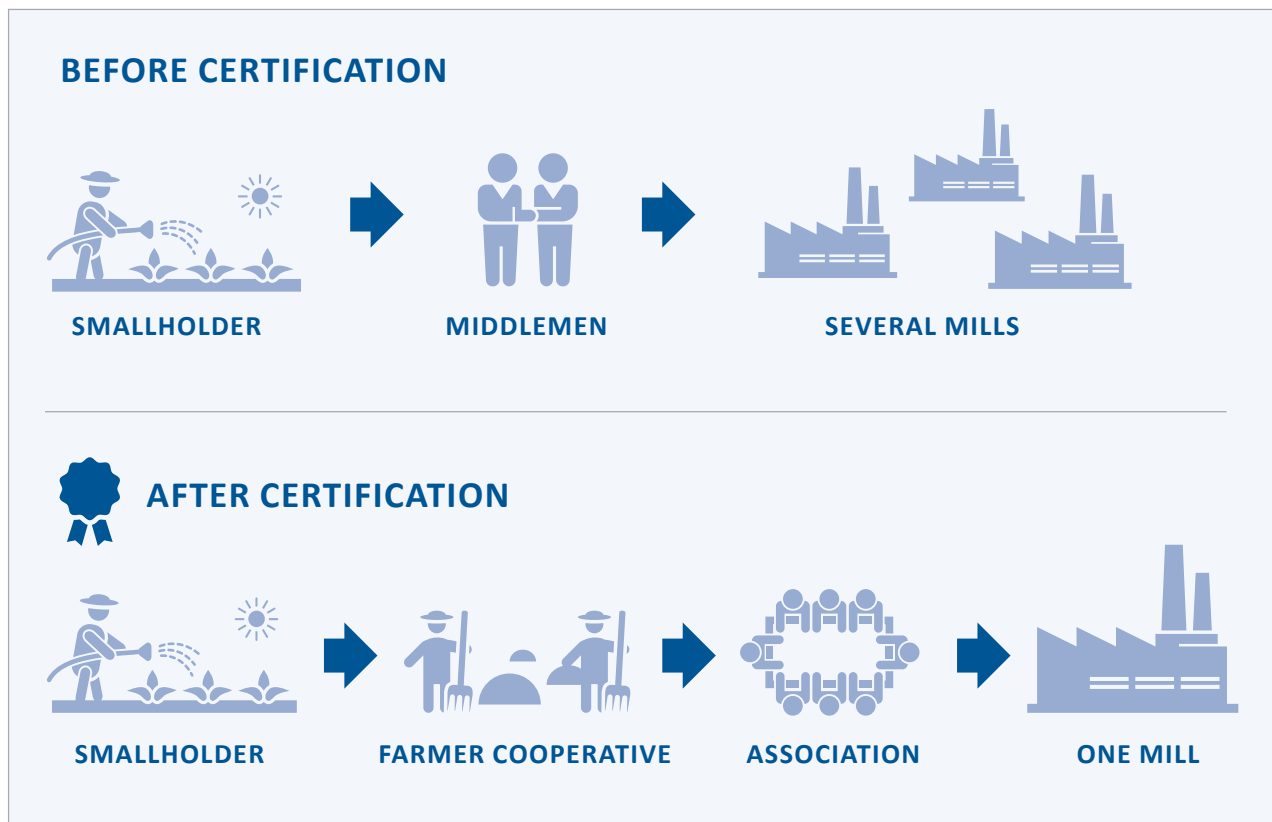 BEFORE CERTIFICATION
SMALLHOLDER
MIDDLEMEN
SEVERAL MILLS
AFTER CERTIFICATION
SMALLHOLDER
FARMER COOPERATIVE
ASSOCIATION
ONE MILL